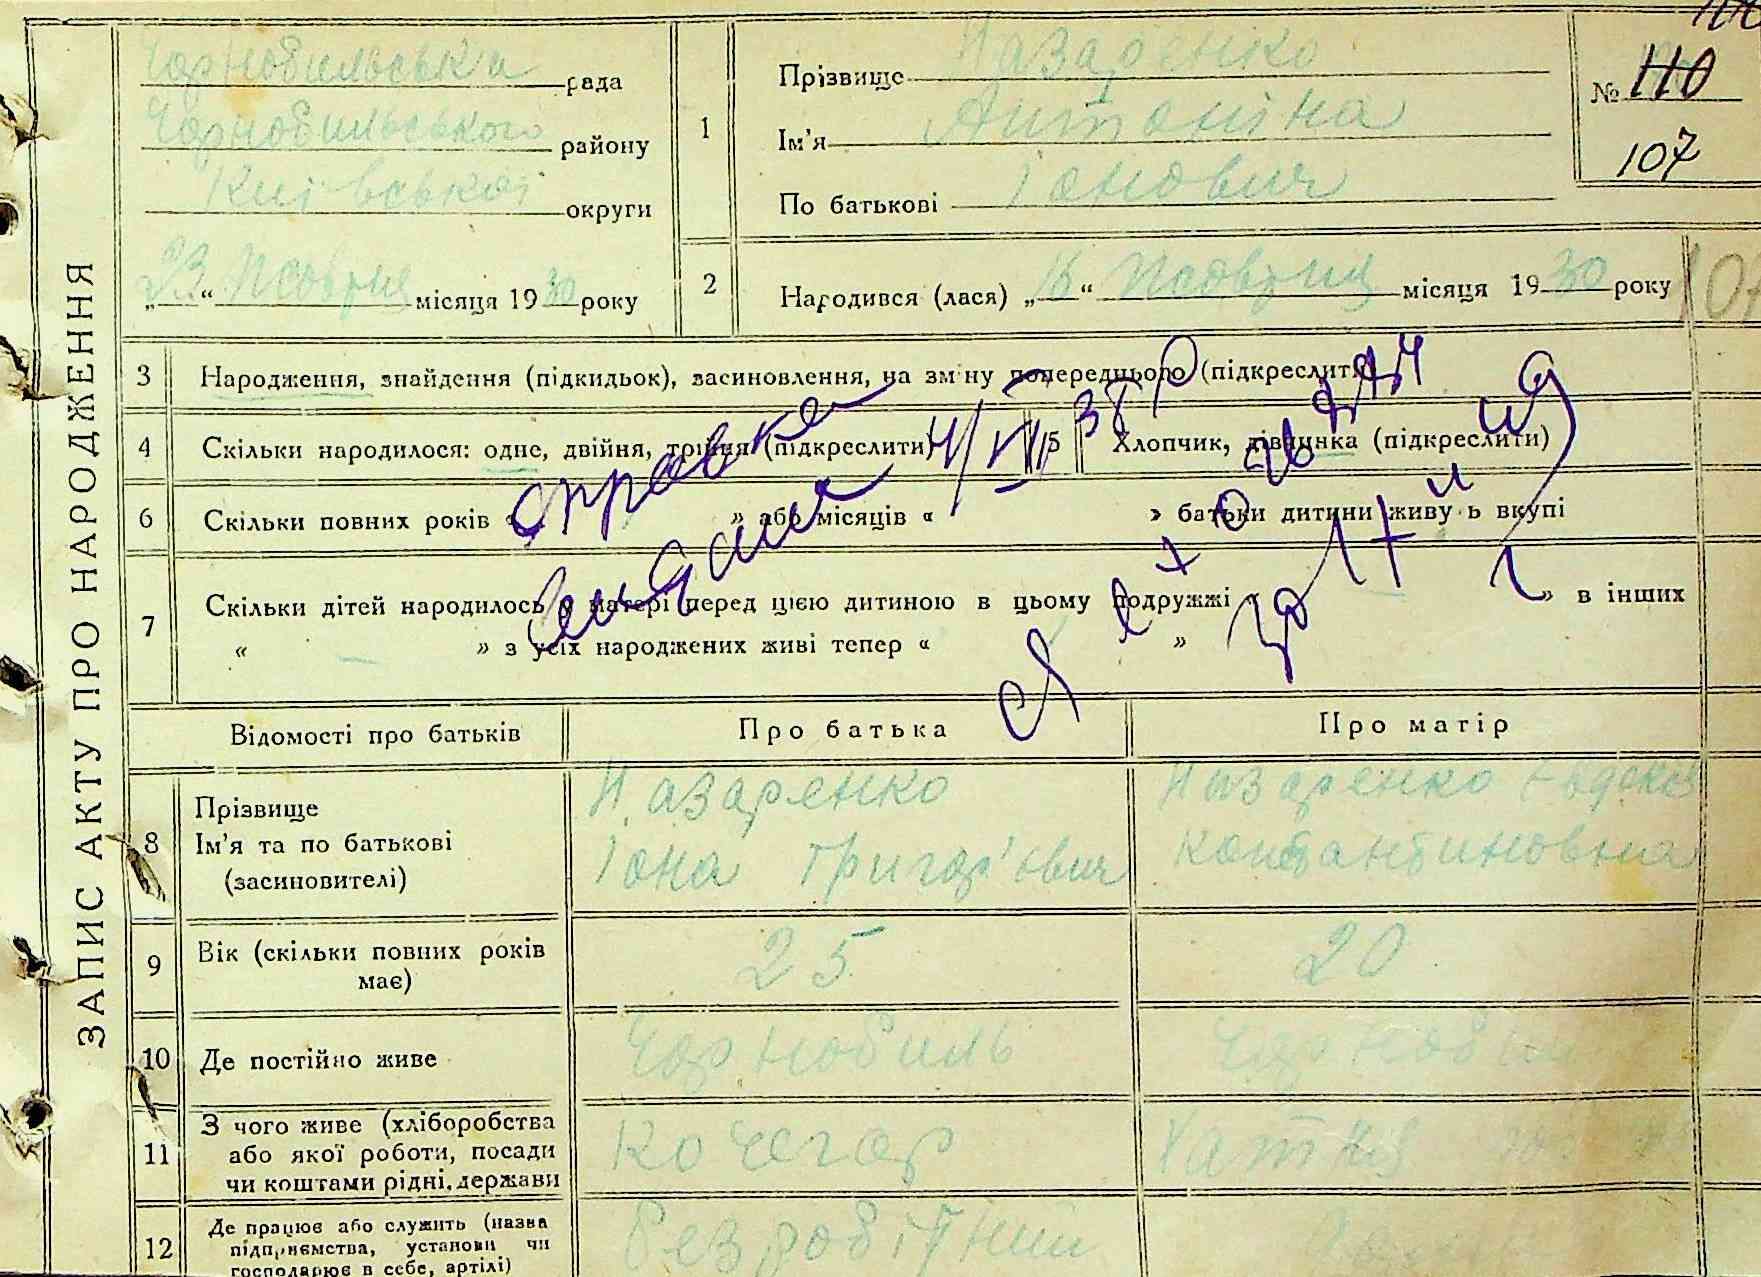 ЗАПИС АКТУ ПРО НАРОДЖЕННЯ
Чорнобильська рада
Чорнобильського району
Київської округи
„23“ Жовтня місяця 1930 року
1
Прізвище Назаренко
Ім'я Антоніна
По батькові Іонович
№ 110
107
2
Народився (лася) „ “ Жовтня місяця 1930 року
107
3 Народження, знайдення (підкидьок), засиновлення, на зміну попереднього (підкреслити)
4 Скільки народилося: одне, двійня, трійня (підкреслити) 5 Хлопчик, дівчинка (підкреслити)
6 Скільки повних років « » або місяців « » батьки дитини живуть вкупі
7 Скільки дітей народилось у матері перед цією дитиною в цьому подружжі « — » в інших
« — » з усіх народжених живі тепер « »
справка
Відомості про батьків Про батька Про матір
8 Прізвище
Ім'я та по батькові
(засиновителі)
Назаренко
Іона Григор'євич
Назаренко
Константиновна
9 Вік (скільки повних років має) 25 20
10 Де постійно живе Чорнобиль Чорнобиль
11 З чого живе (хліборобства
або якої роботи, посади
чи коштами рідні, держави
Кочегар
Хатня
12 Де працює або служить (назва
підприємства, установи чи
господарює в себе, артілі)
безробітний